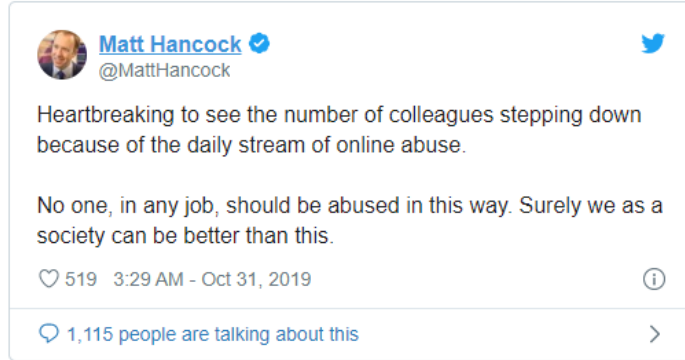 Matt Hancock
@MattHancock
Heartbreaking to see the number of colleagues stepping down
because of the daily stream of online abuse.
No one, in any job, should be abused in this way. Surely we as a
society can be better than this.
519 3:29 AM - Oct 31, 2019
1,115 people are talking about this